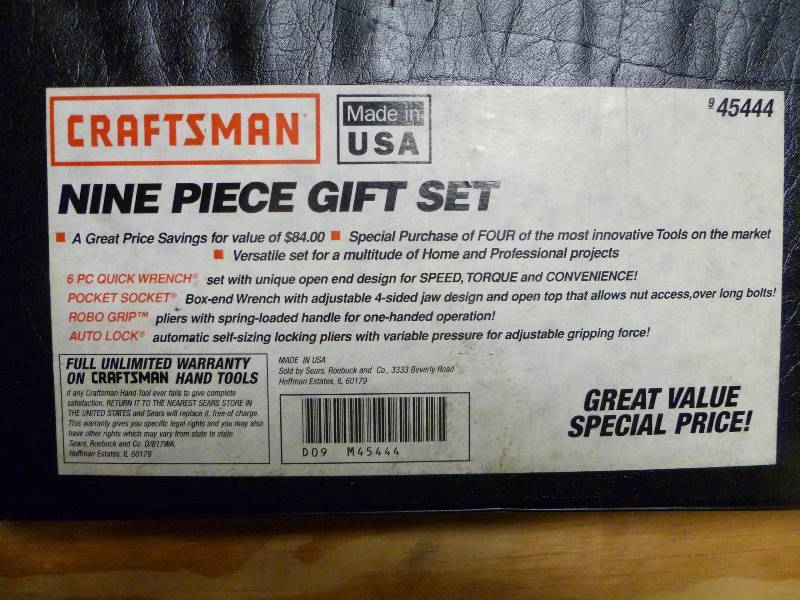 CRAFTSMAN®
Made in
USA
9 45444
NINE PIECE GIFT SET
A Great Price Savings for value of $84.00 Special Purchase of FOUR of the most innovative Tools on the market
Versatile set for a multitude of Home and Professional projects
6 PC QUICK WRENCH® set with unique open end design for SPEED, TORQUE and CONVENIENCE!
POCKET SOCKET® Box-end Wrench with adjustable 4-sided jaw design and open top that allows nut access,over long bolts!
ROBO GRIP™ pliers with spring-loaded handle for one-handed operation!
AUTO LOCK® automatic self-sizing locking pliers with variable pressure for adjustable gripping force!
FULL UNLIMITED WARRANTY
ON CRAFTSMAN HAND TOOLS
If any Craftsman Hand Tool ever fails to give complete
satisfaction, RETURN IT TO THE NEAREST SEARS STORE IN
THE UNITED STATES and Sears will replace it, free of charge.
This warranty gives you specific legal rights and you may also
have other rights which may vary from state to state.
Sears, Roebuck and Co. D/817WA,
Hoffman Estates, IL 60179
MADE IN USA
Sold by Sears, Roebuck and Co., 3333 Beverly Road
Hoffman Estates, IL 60179
D09 M45444
GREAT VALUE
SPECIAL PRICE!